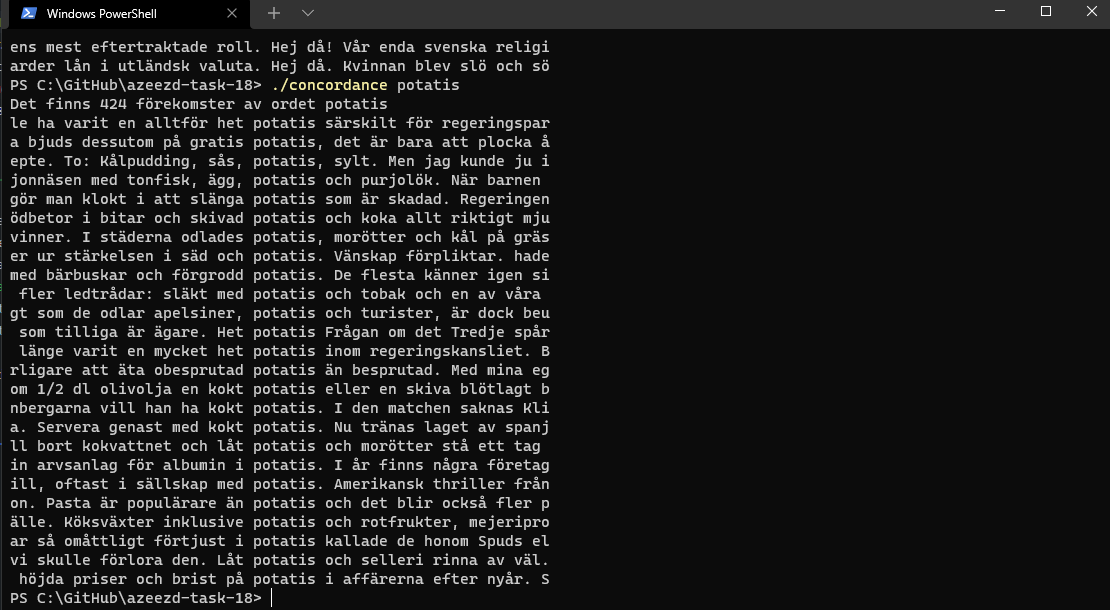 Windows PowerShell
ens mest eftertraktade roll. Hej då! Vår enda svenska religi
arder lån i utländsk valuta. Hej då. Kvinnan blev slö och sö
PS C:\GitHub\azeezd-task-18> ./concordance potatis
Det finns 424 förekomster av ordet potatis
le ha varit en alltför het potatis särskilt för regeringspar
a bjuds dessutom på gratis potatis, det är bara att plocka å
epte. To: Kålpudding, sås, potatis, sylt. Men jag kunde ju i
jonnäsen med tonfisk, ägg, potatis och purjolök. När barnen
gör man klokt i att slänga potatis som är skadad. Regeringen
ödbetor i bitar och skivad potatis och koka allt riktigt mju
vinner. I städerna odlades potatis, morötter och kål på gräs
er ur stärkelsen i säd och potatis. Vänskap förpliktar. hade
med bärbuskar och förgrodd potatis. De flesta känner igen si
fler ledtrådar: släkt med potatis och tobak och en av våra
gt som de odlar apelsiner, potatis och turister, är dock beu
som tilliga är ägare. Het potatis Frågan om det Tredje spår
länge varit en mycket het potatis inom regeringskansliet. B
rligare att äta obesprutad potatis än besprutad. Med mina eg
om 1/2 dl olivolja en kokt potatis eller en skiva blötlagt b
nbergarna vill han ha kokt potatis. I den matchen saknas Kli
a. Servera genast med kokt potatis. Nu tränas laget av spanj
ll bort kokvattnet och låt potatis och morötter stå ett tag
in arvsanlag för albumin i potatis. I år finns några företag
ill, oftast i sällskap med potatis. Amerikansk thriller från
on. Pasta är populärare än potatis och det blir också fler p
älle. Köksväxter inklusive potatis och rotfrukter, mejeripro
ar så omåttligt förtjust i potatis kallade de honom Spuds el
vi skulle förlora den. Låt potatis och selleri rinna av väl.
höjda priser och brist på potatis i affärerna efter nyår. S
PS C:\GitHub\azeezd-task-18>